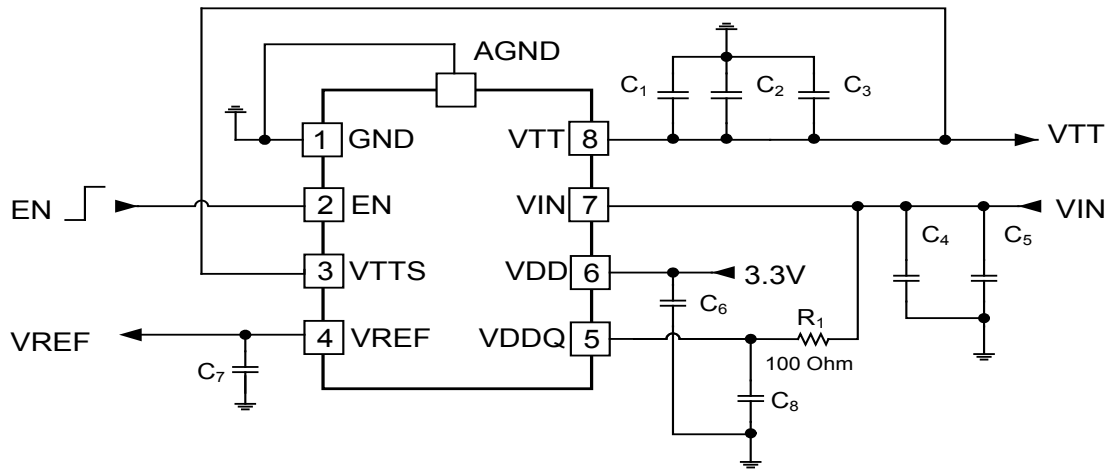 AGND
C1
C2
C3
1 GND
VTT 8
VTT
EN
2 EN
VIN 7
VIN
C4
C5
3 VTTS
VDD 6
3.3V
C6
R1
VREF
4 VREF
VDDQ 5
100 Ohm
C7
C8